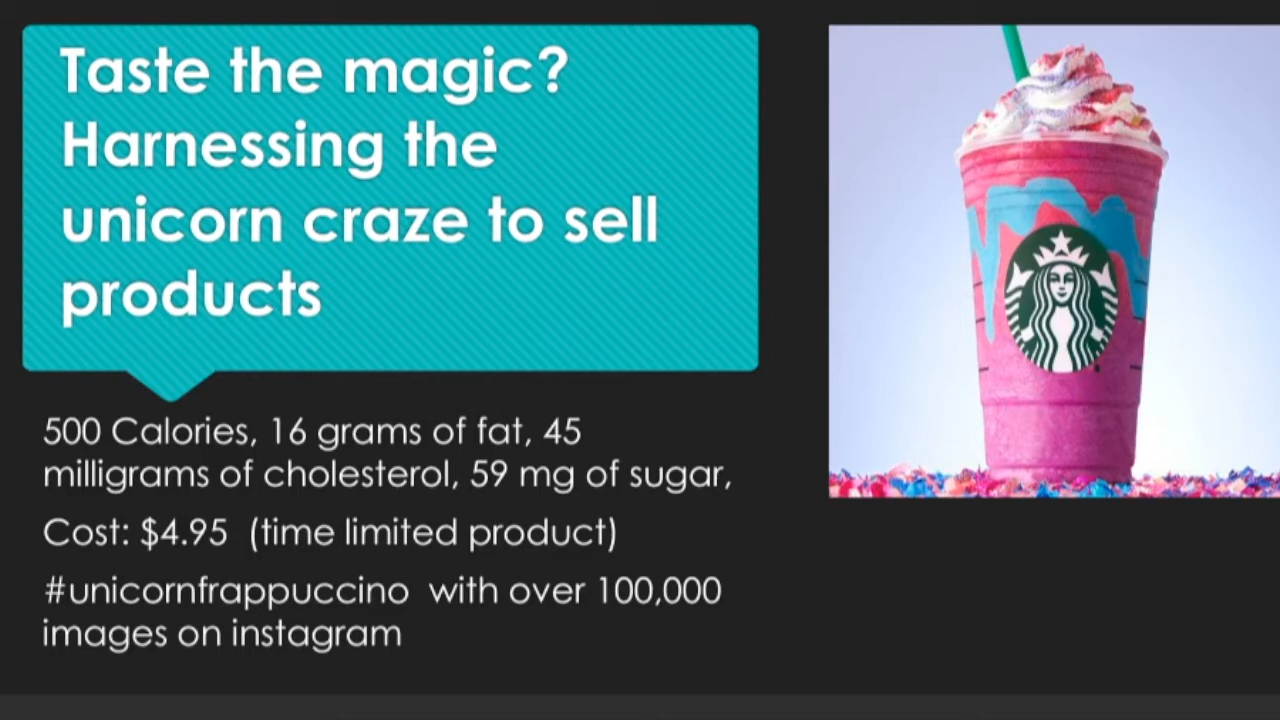 Taste the magic?
Harnessing the
unicorn craze to sell
products
500 Calories, 16 grams of fat, 45
milligrams of cholesterol, 59 mg of sugar,
Cost: $4.95 (time limited product)
#unicornfrappuccino with over 100,000
images on instagram